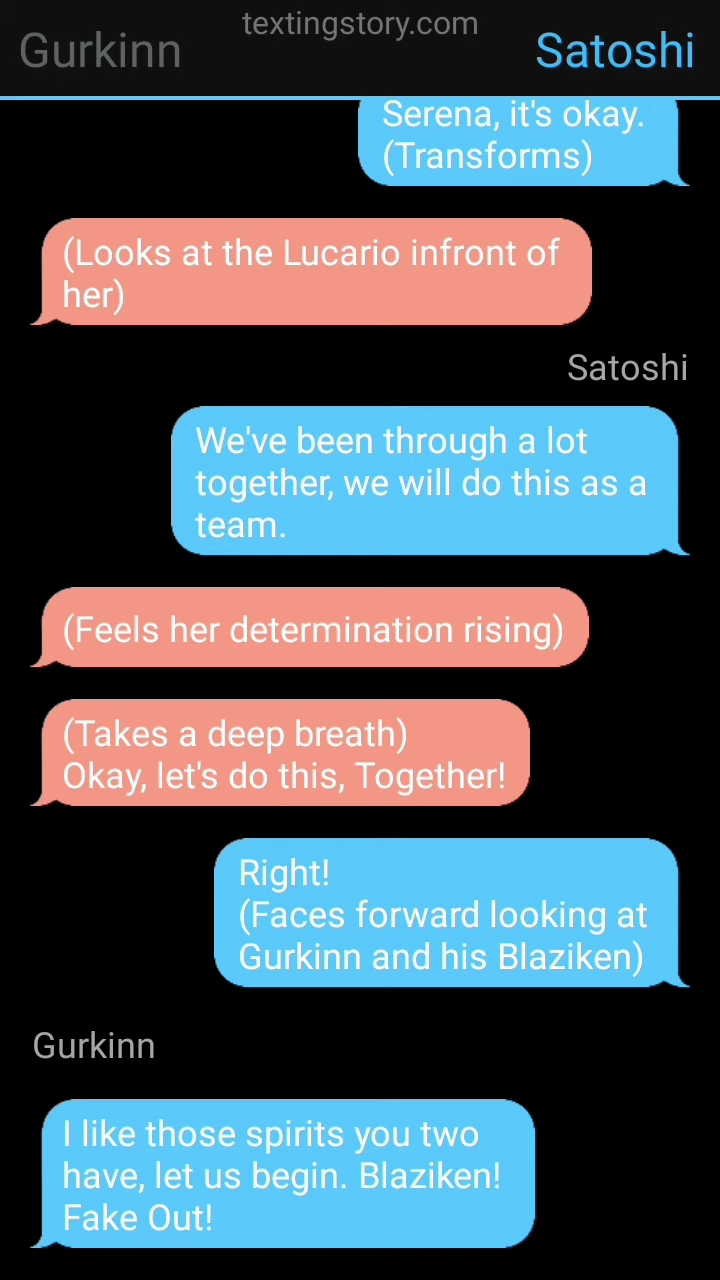 textingstory.com
Gurkinn
Satoshi
Serena, it's okay.
(Transforms)
(Looks at the Lucario infront of
her)
Satoshi
We've been through a lot
together, we will do this as a
team.
(Feels her determination rising)
(Takes a deep breath)
Okay, let's do this, Together!
Right!
(Faces forward looking at
Gurkinn and his Blaziken)
Gurkinn
I like those spirits you two
have, let us begin. Blaziken!
Fake Out!